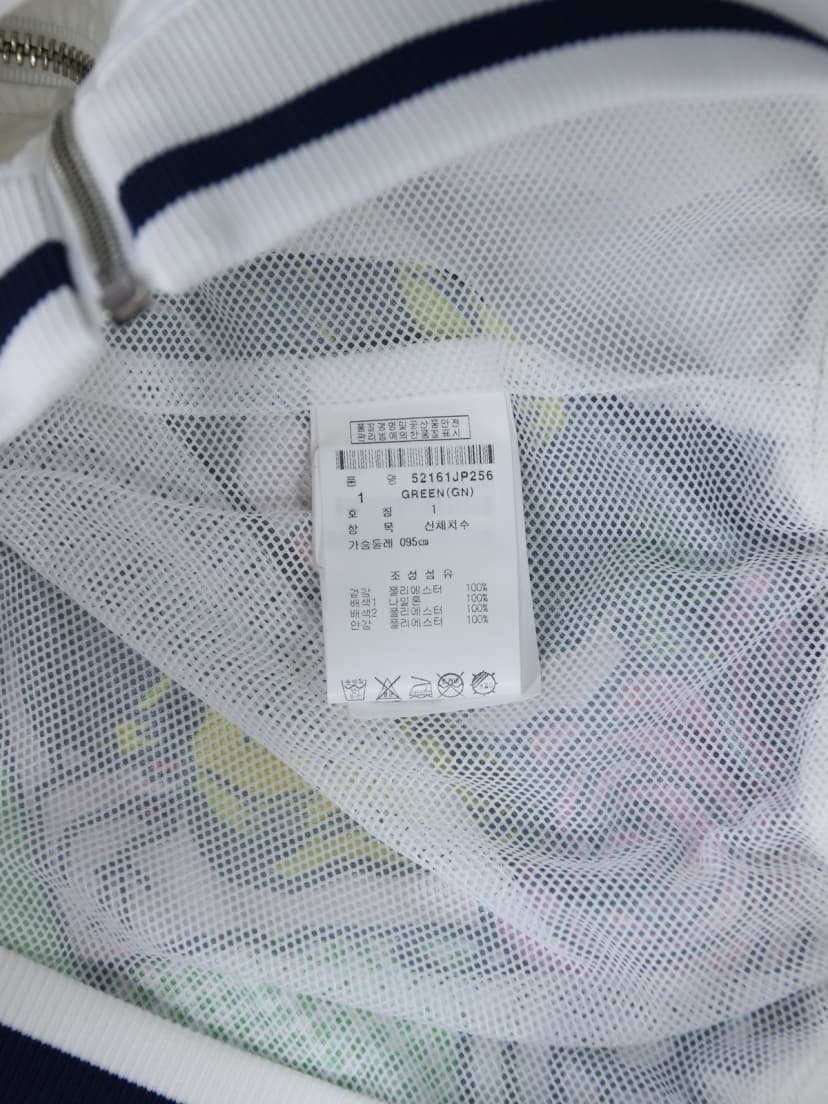 품질경영및공산품안전
관리법에의한품질표시
품 명 52161JP256
1 GREEN(GN)
호 칭 1
항 목 신체치수
가슴둘레 095cm
조성섬유
겉감 폴리에스터 100%
배색1 나일론 100%
배색2 폴리에스터 100%
안감 폴리에스터 100%